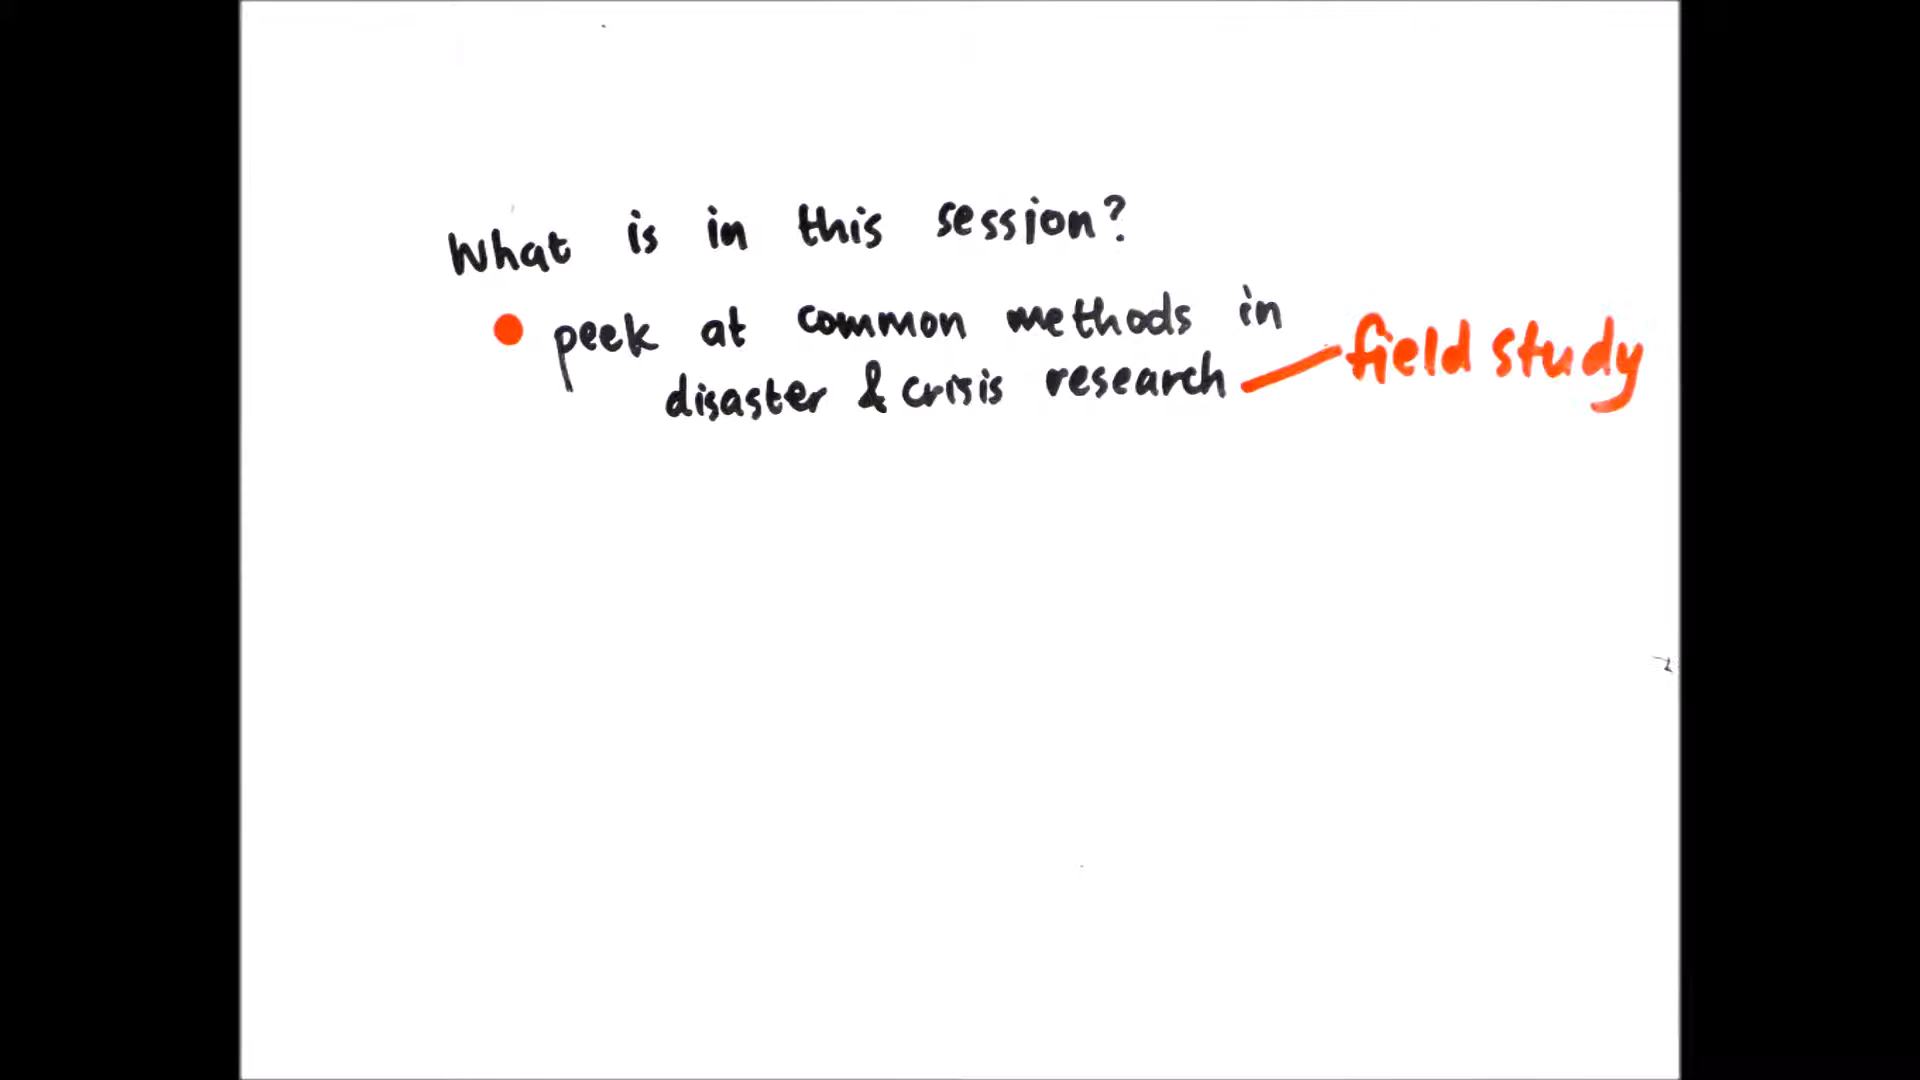 What is in this session?
peek at common methods in
disaster & crisis research
field study